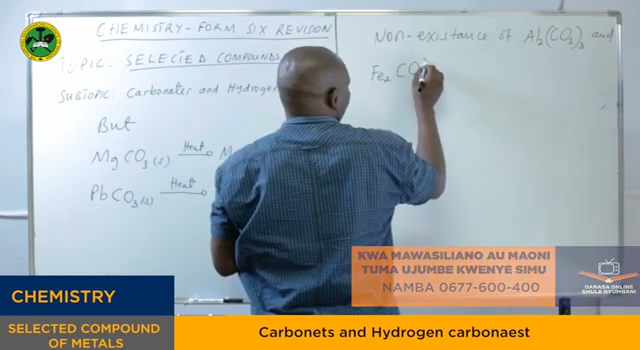 CHEMISTRY - FORM SIX REVISION
TOPIC: SELECTED COMPOUNDS
SUBTOPIC: Carbonates and Hydrogen
But
MgCO₃(s) Heat→ M
PbCO₃(s) Heat→
Non-existance of Al₂(CO₃)₃ and
Fe₂ CO
KWA MAWASILIANO AU MAONI
TUMA UJUMBE KWENYE SIMU
NAMBA 0677-600-400
DARASA ONLINE
SHULE NYUMBANI
CHEMISTRY
SELECTED COMPOUND
OF METALS
Carbonets and Hydrogen carbonaest